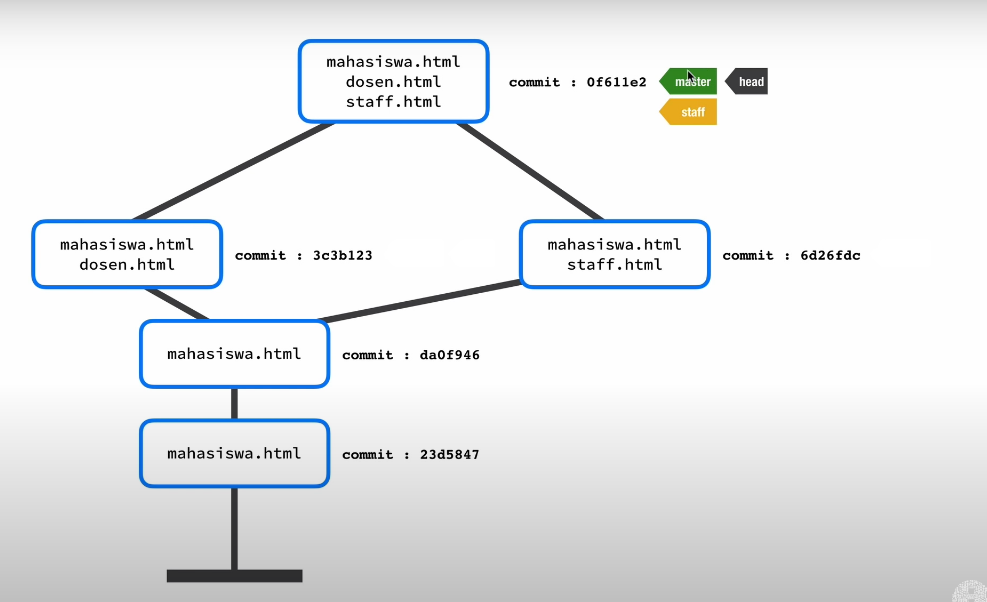 mahasiswa.html
dosen.html
staff.html
commit : 0f611e2
master
head
staff
mahasiswa.html
dosen.html
commit : 3c3b123
mahasiswa.html
staff.html
commit : 6d26fdc
mahasiswa.html
commit : da0f946
mahasiswa.html
commit : 23d5847